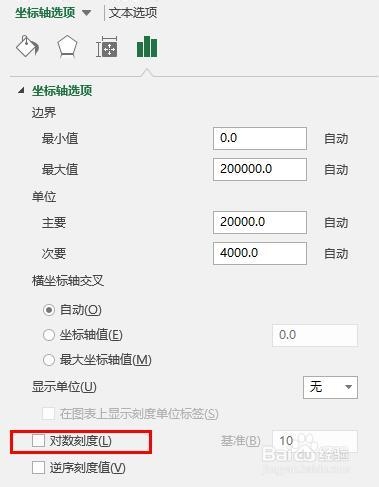 坐标轴选项 文本选项
坐标轴选项
边界
最小值 0.0 自动
最大值 200000.0 自动
单位
主要 20000.0 自动
次要 4000.0 自动
横坐标轴交叉
自动(O)
坐标轴值(E) 0.0
最大坐标轴值(M)
显示单位(U) 无
在图表上显示刻度单位标签(S)
对数刻度(L) 基准(B) 10
逆序刻度值(V)
Baidu经验